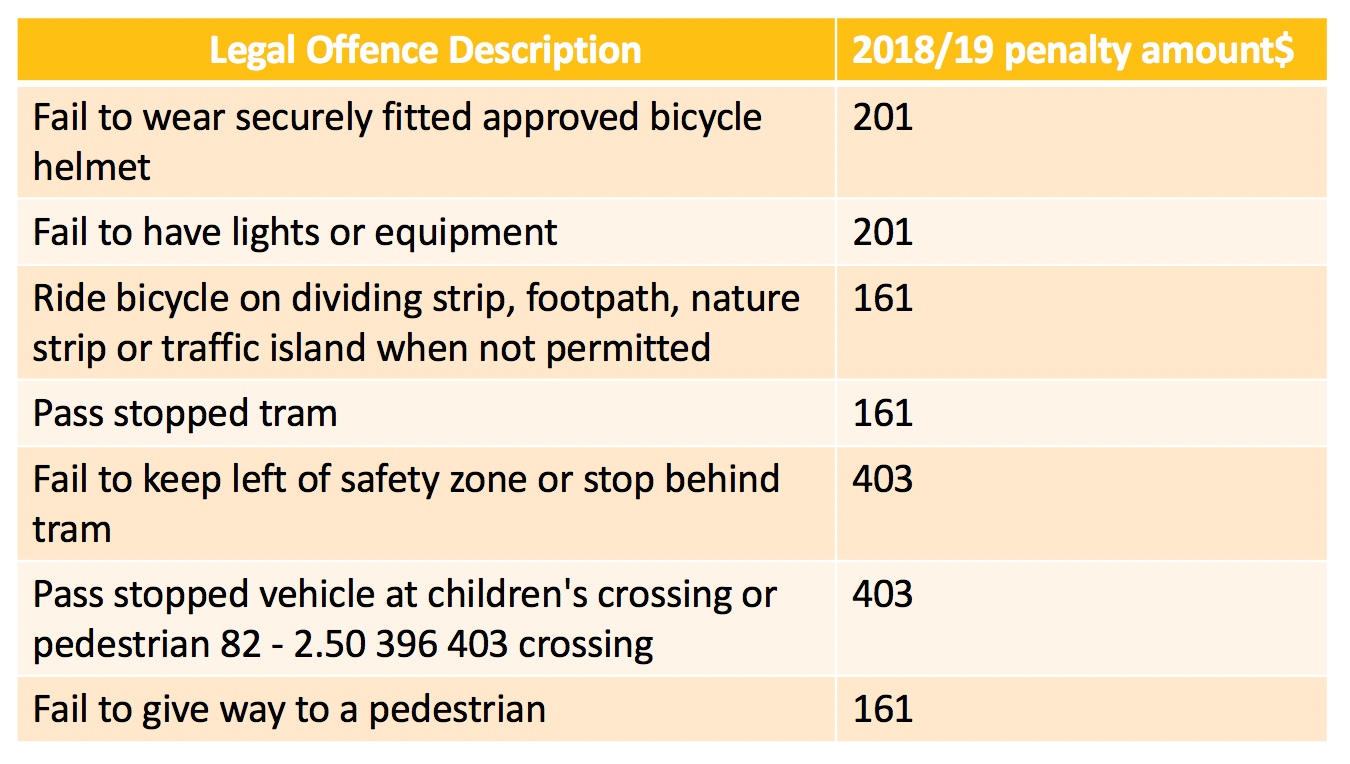 Legal Offence Description
2018/19 penalty amount$
Fail to wear securely fitted approved bicycle
helmet
201
Fail to have lights or equipment
201
Ride bicycle on dividing strip, footpath, nature
strip or traffic island when not permitted
161
Pass stopped tram
161
Fail to keep left of safety zone or stop behind
tram
403
Pass stopped vehicle at children's crossing or
pedestrian 82 - 2.50 396 403 crossing
403
Fail to give way to a pedestrian
161